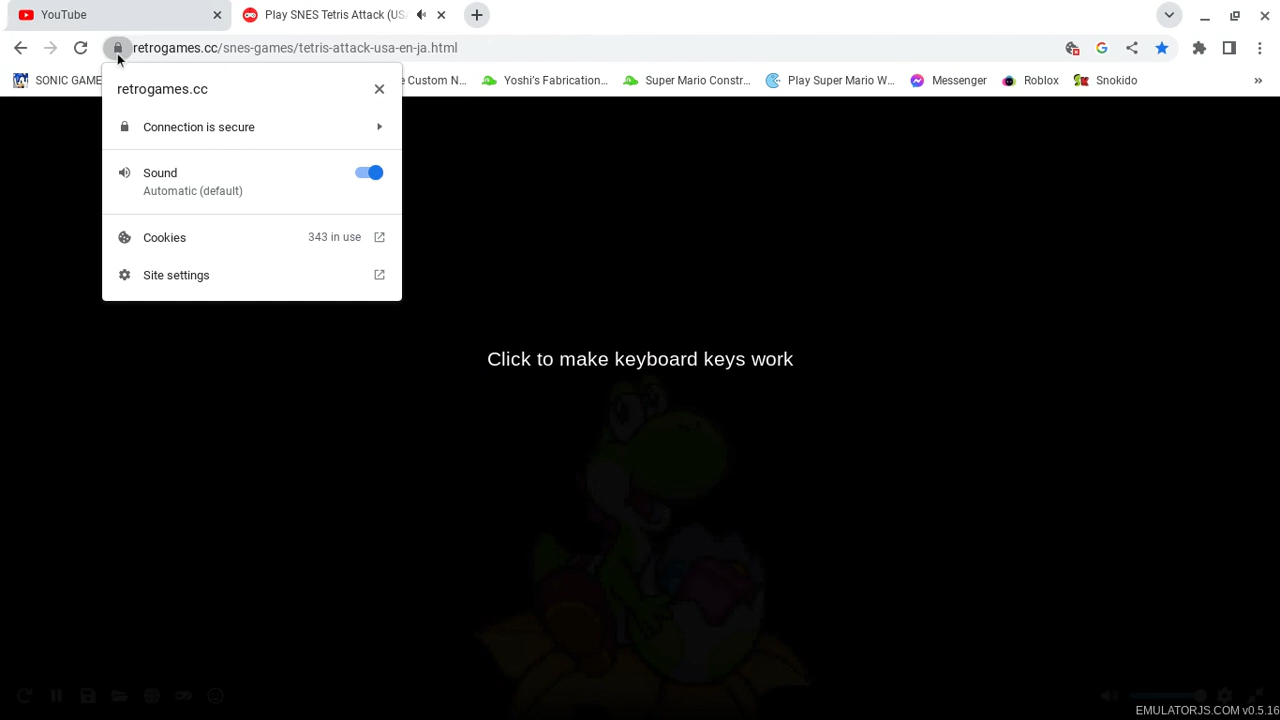 YouTube
Play SNES Tetris Attack (US
retrogames.cc/snes-games/tetris-attack-usa-en-ja.html
SONIC GAME
e Custom N...
Yoshi's Fabrication...
Super Mario Constr...
Play Super Mario W...
Messenger
Roblox
Snokido
retrogames.cc
Connection is secure
Sound
Automatic (default)
Cookies
343 in use
Site settings
Click to make keyboard keys work
EMULATORJS.COM v0.5.16